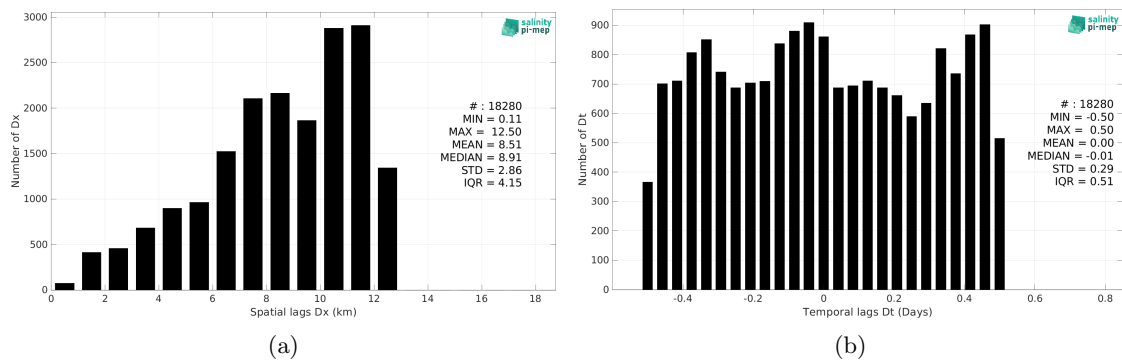 3000
2500
2000
1500
1000
500
0
Number of Dx
0 2 4 6 8 10 12 14 16 18
Spatial lags Dx (km)
salinity
pi-mep
# : 18280
MIN = 0.11
MAX = 12.50
MEAN = 8.51
MEDIAN = 8.91
STD = 2.86
IQR = 4.15
(a)
900
800
700
600
500
400
300
200
100
0
Number of Dt
-0.4 -0.2 0 0.2 0.4 0.6 0.8
Temporal lags Dt (Days)
salinity
pi-mep
# : 18280
MIN = -0.50
MAX = 0.50
MEAN = 0.00
MEDIAN = -0.01
STD = 0.29
IQR = 0.51
(b)